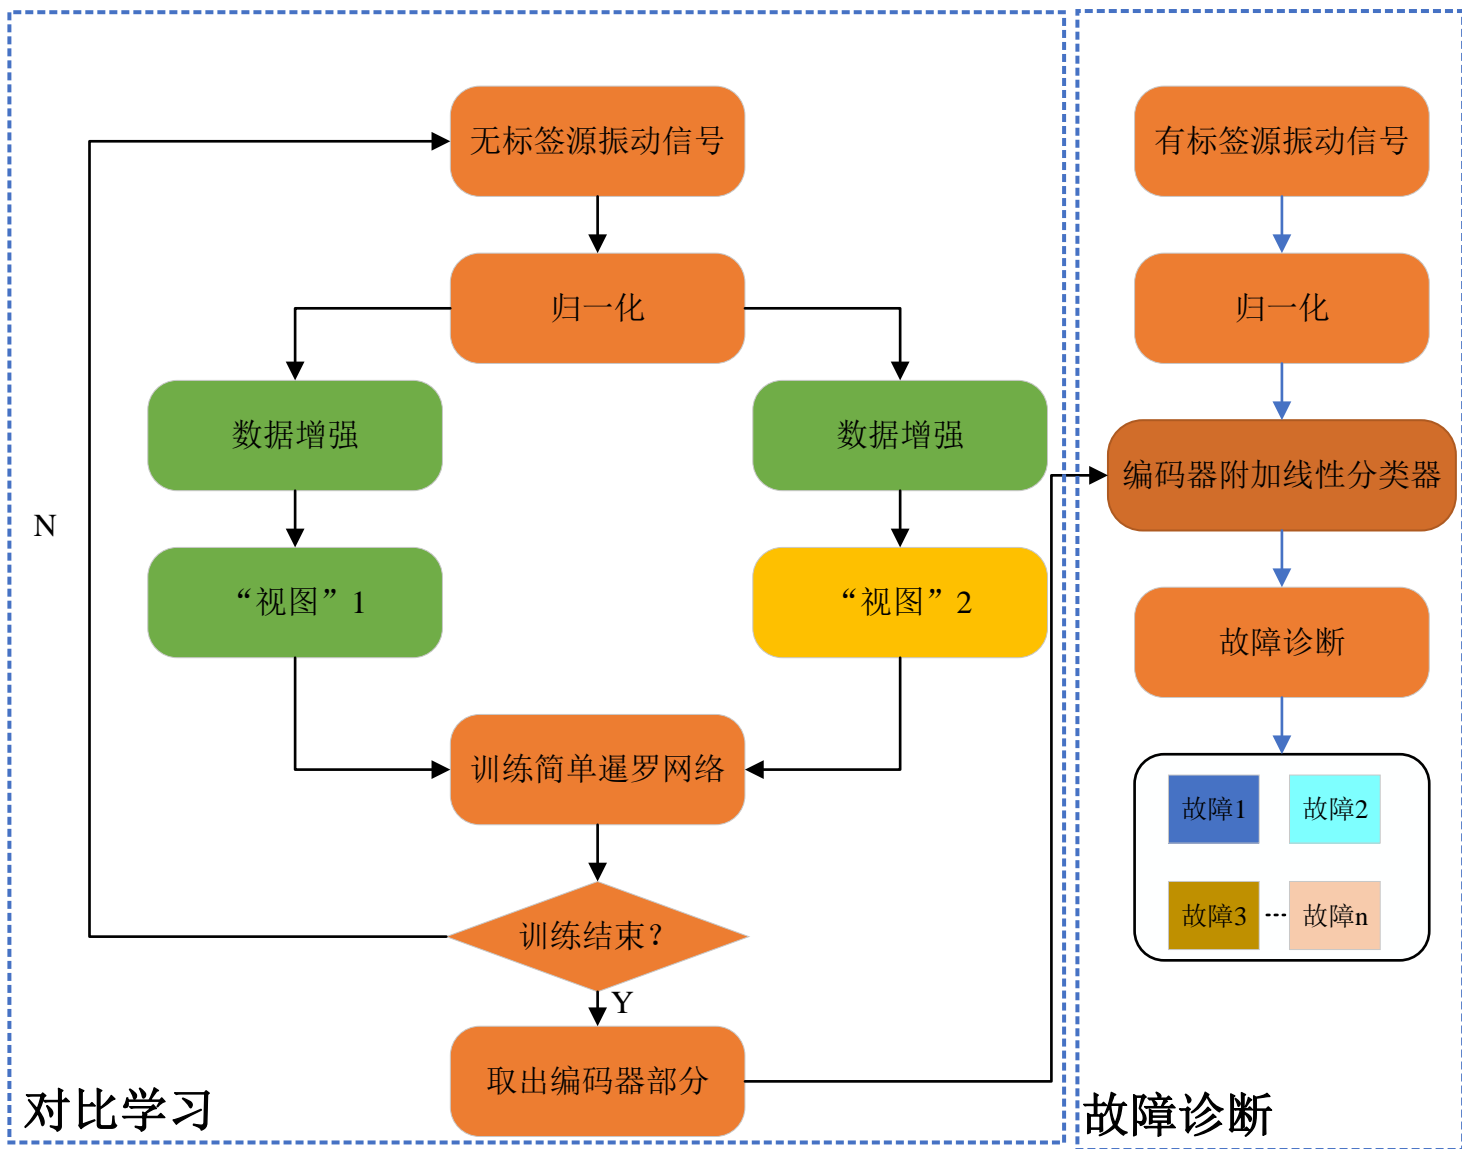 无标签源振动信号
归一化
数据增强
数据增强
N
“视图”1
“视图”2
训练简单暹罗网络
训练结束？
Y
取出编码器部分
对比学习
有标签源振动信号
归一化
编码器附加线性分类器
故障诊断
故障1
故障2
故障3
···
故障n
故障诊断